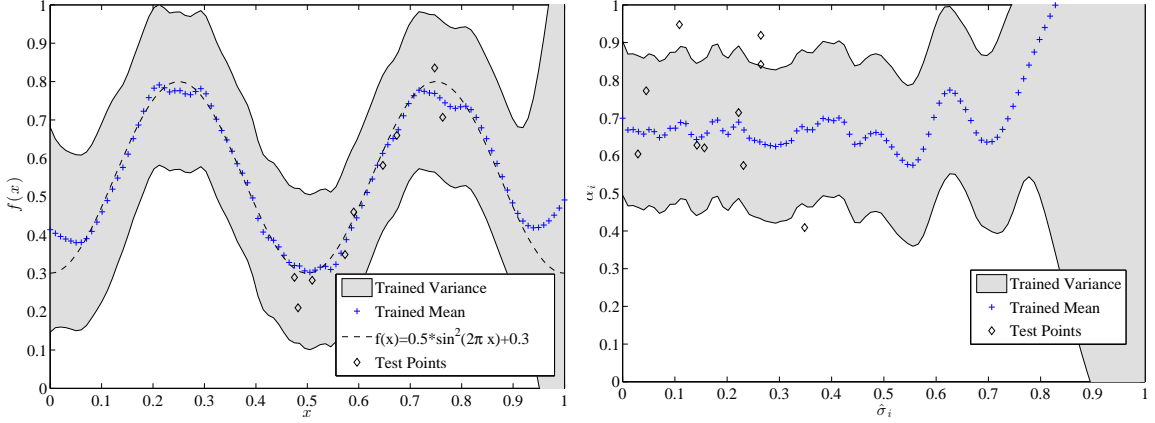 1
0.9
0.8
0.7
0.6
0.5
0.4
0.3
0.2
0.1
0
f(x)
0 0.1 0.2 0.3 0.4 0.5 0.6 0.7 0.8 0.9 1
x
Trained Variance
Trained Mean
f(x)=0.5*sin²(2π x)+0.3
Test Points
1
0.9
0.8
0.7
0.6
0.5
0.4
0.3
0.2
0.1
0
α_i
0 0.1 0.2 0.3 0.4 0.5 0.6 0.7 0.8 0.9 1
σ̂_i
Trained Variance
Trained Mean
Test Points